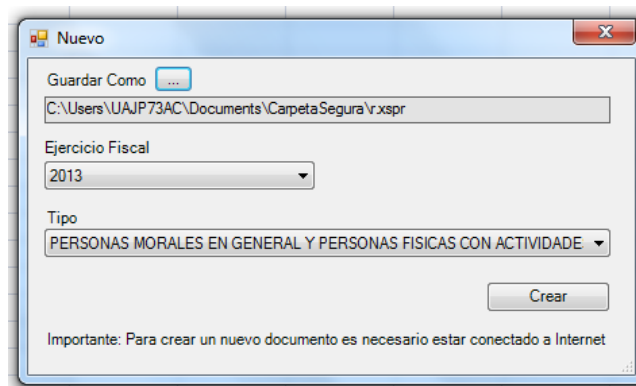 Nuevo
Guardar Como ...
C:\Users\UAJP73AC\Documents\CarpetaSegura\r.xspr
Ejercicio Fiscal
2013
Tipo
PERSONAS MORALES EN GENERAL Y PERSONAS FISICAS CON ACTIVIDADE
Crear
Importante: Para crear un nuevo documento es necesario estar conectado a Internet